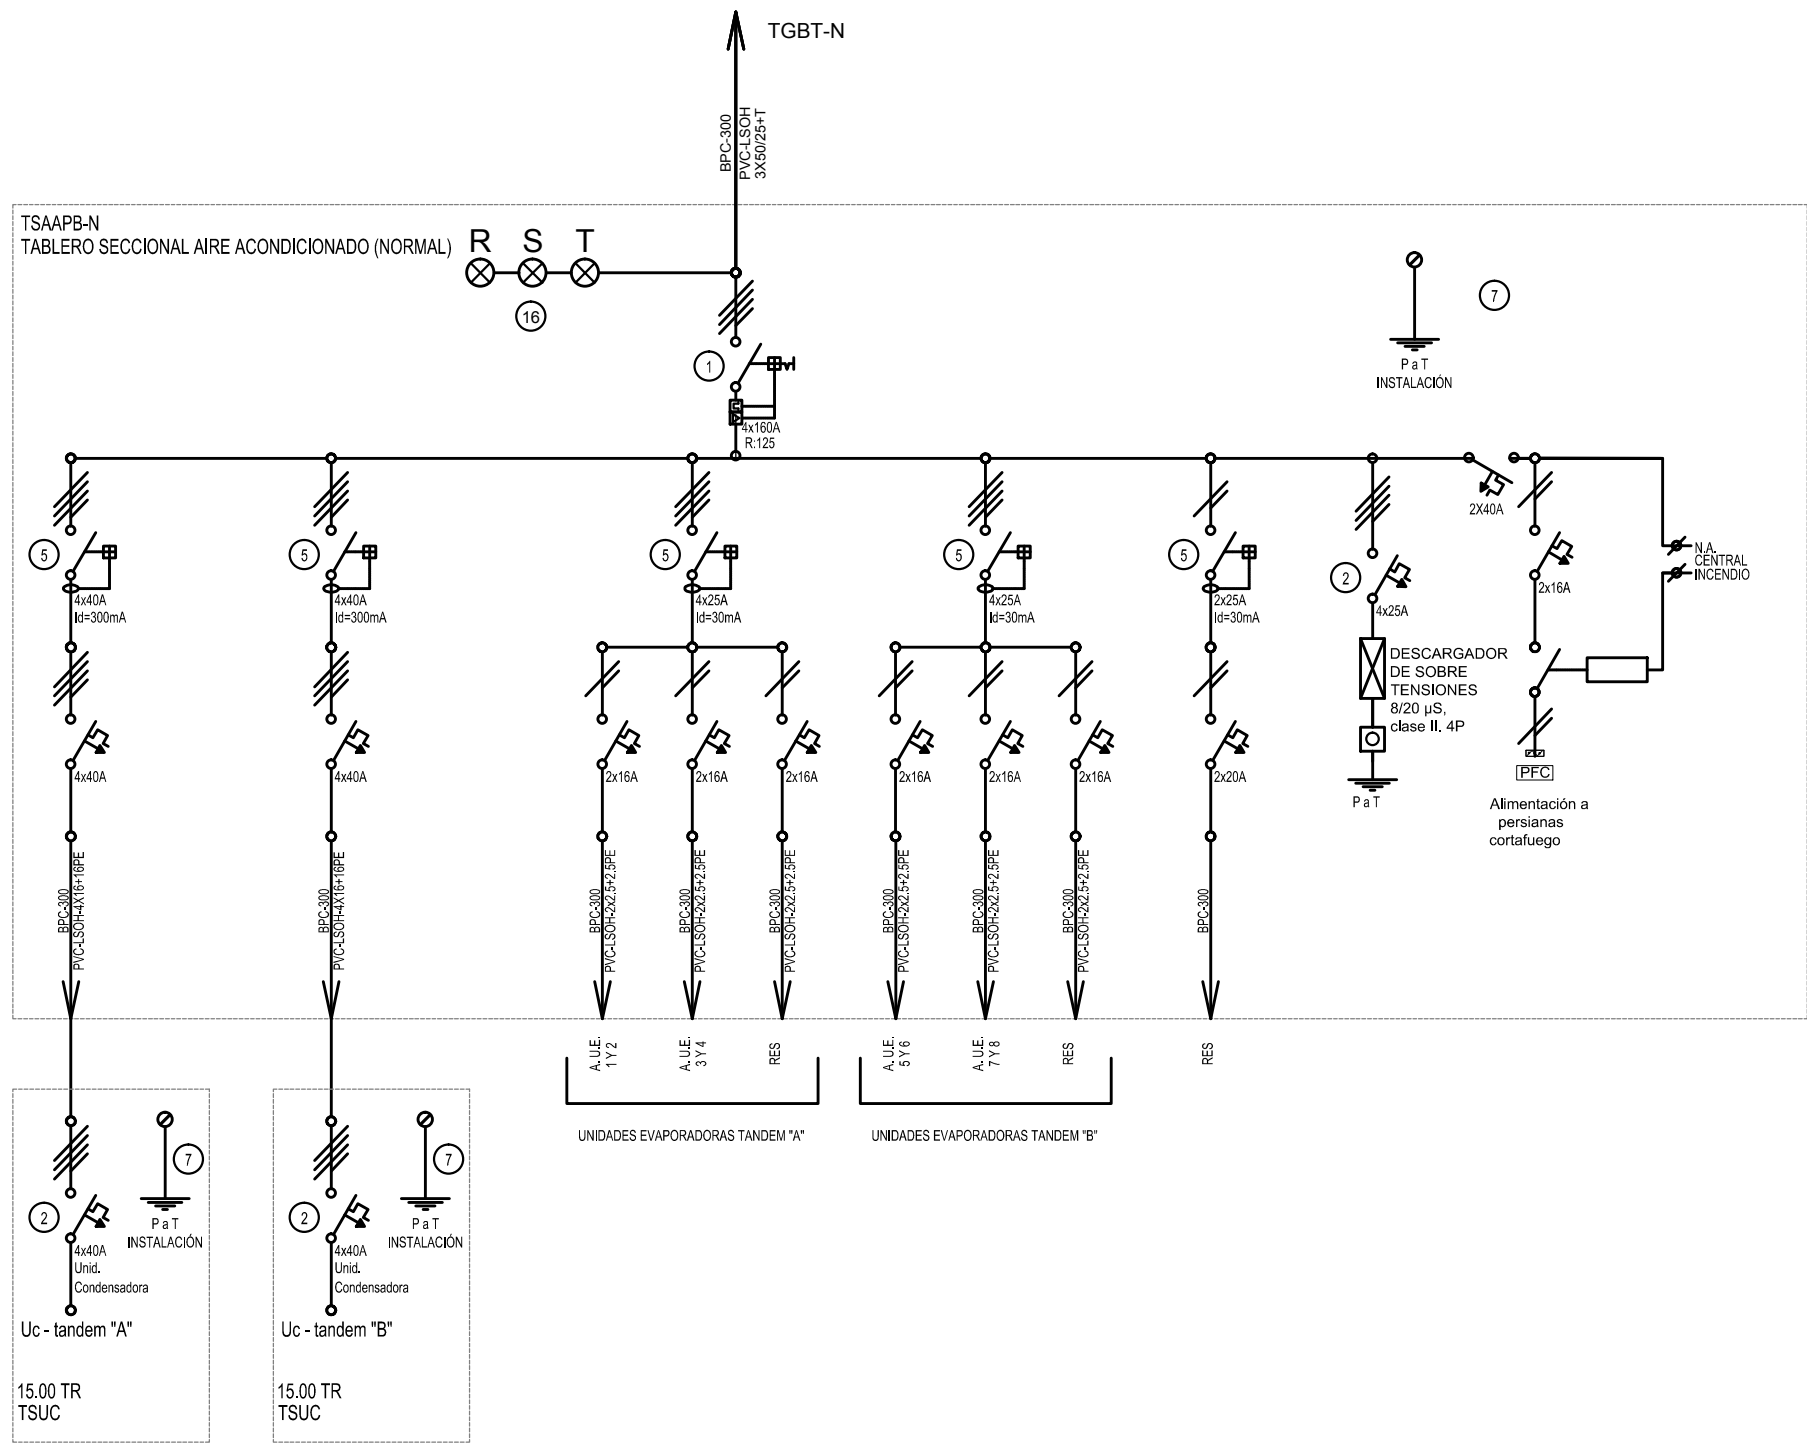 TGBT-N
BPC-300
PVC-LSOH
3X50/25+T
TSAAPB-N
TABLERO SECCIONAL AIRE ACONDICIONADO (NORMAL)
R S T
16
7
P a T
INSTALACIÓN
1
4x160A
R:125
5
4x40A
Id=300mA
5
4x40A
Id=300mA
5
4x25A
Id=30mA
5
4x25A
Id=30mA
5
2x25A
Id=30mA
2
4x25A
2X40A
2x16A
N.A.
CENTRAL
INCENDIO
DESCARGADOR
DE SOBRE
TENSIONES
8/20 µS,
clase II. 4P
P a T
PFC
Alimentación a
persianas
cortafuego
4x40A
4x40A
2x16A
2x16A
2x16A
2x16A
2x16A
2x16A
2x20A
BPC-300
PVC-LSOH-4X16+16PE
BPC-300
PVC-LSOH-4X16+16PE
BPC-300
PVC-LSOH-2x2.5+2.5PE
BPC-300
PVC-LSOH-2x2.5+2.5PE
BPC-300
PVC-LSOH-2x2.5+2.5PE
BPC-300
PVC-LSOH-2x2.5+2.5PE
BPC-300
PVC-LSOH-2x2.5+2.5PE
BPC-300
PVC-LSOH-2x2.5+2.5PE
BPC-300
A. U.E.
1 Y 2
A. U.E.
3 Y 4
RES
A. U.E.
5 Y 6
A. U.E.
7 Y 8
RES
RES
UNIDADES EVAPORADORAS TANDEM "A"
UNIDADES EVAPORADORAS TANDEM "B"
7
P a T
INSTALACIÓN
2
4x40A
Unid.
Condensadora
Uc - tandem "A"
15.00 TR
TSUC
7
P a T
INSTALACIÓN
2
4x40A
Unid.
Condensadora
Uc - tandem "B"
15.00 TR
TSUC